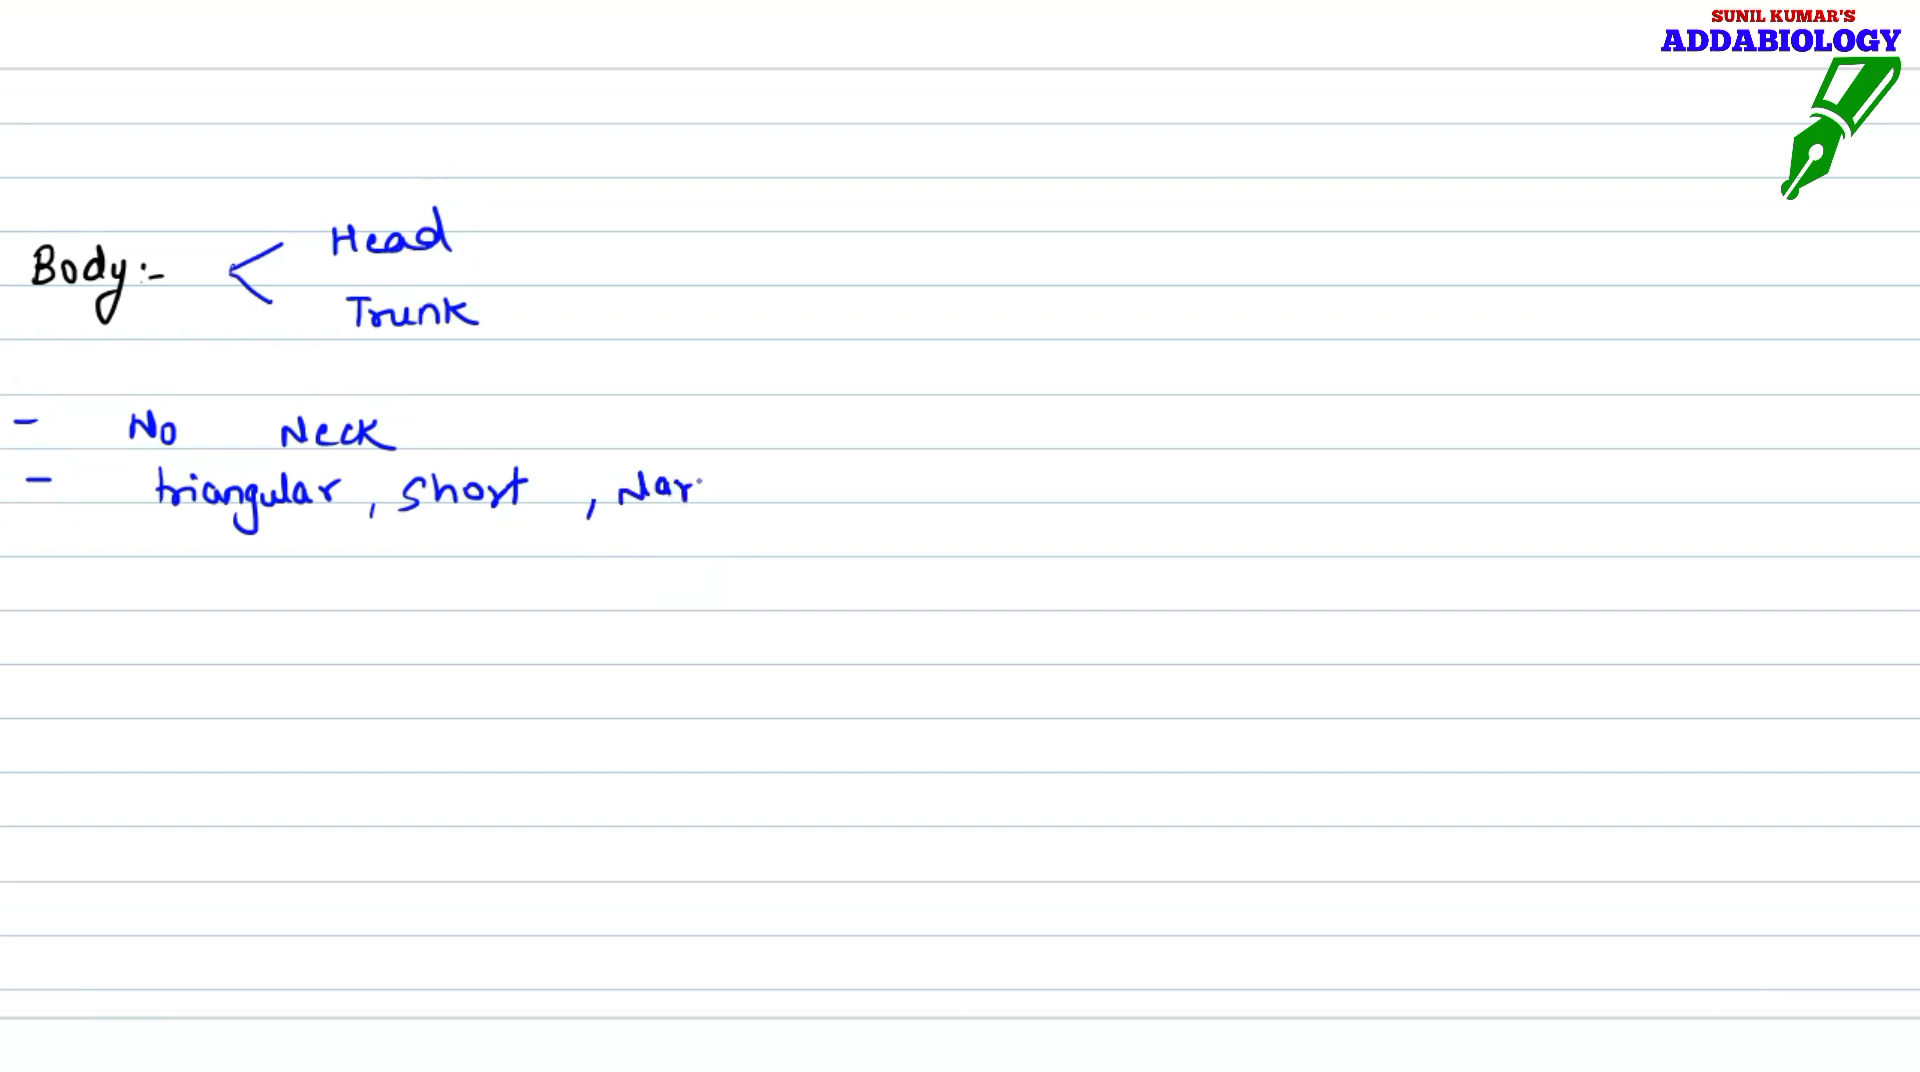 SUNIL KUMAR'S
ADDABIOLOGY
Body:- < Head
Trunk
- No Neck
- triangular, short, Nar